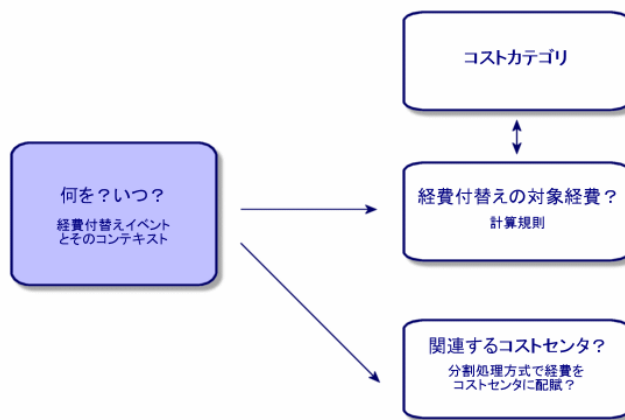 コストカテゴリ
何を？いつ？
経費付替えイベント
とそのコンテキスト
経費付替えの対象経費？
計算規則
関連するコストセンタ？
分割処理方式で経費を
コストセンタに配賦？